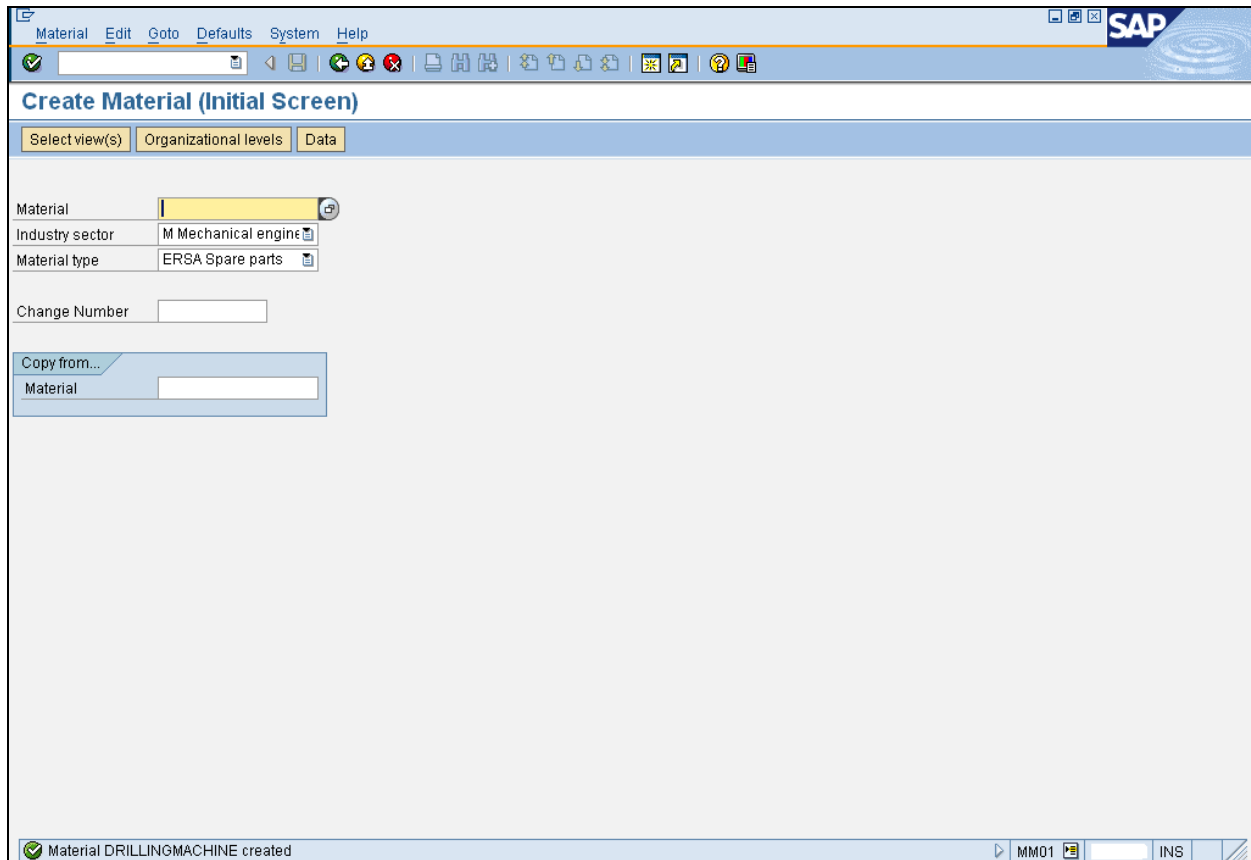 Material Edit Goto Defaults System Help
SAP
Create Material (Initial Screen)
Select view(s) Organizational levels Data
Material
Industry sector M Mechanical engine
Material type ERSA Spare parts
Change Number
Copy from...
Material
Material DRILLINGMACHINE created MM01 INS